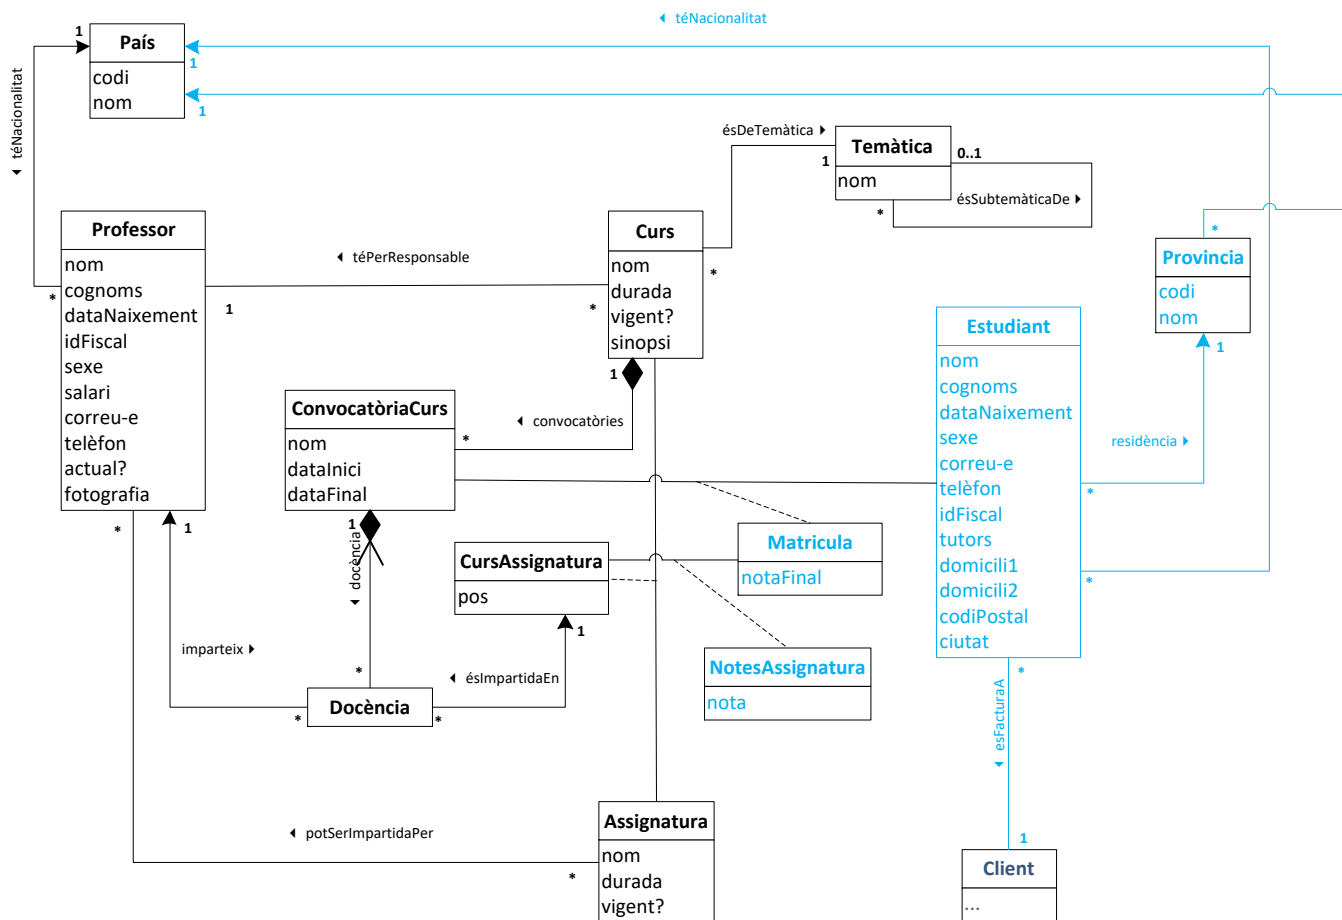 ◂ téNacionalitat
1
País
codi
nom
1
1
◂ téNacionalitat
ésDeTemàtica ▸
1
Temàtica
nom
0..1
ésSubtemàticaDe ▸
*
Professor
nom
cognoms
dataNaixement
idFiscal
sexe
salari
correu-e
telèfon
actual?
fotografia
*
◂ téPerResponsable
1
*
Curs
nom
durada
vigent?
sinopsi
*
*
Provincia
codi
nom
1
Estudiant
nom
cognoms
dataNaixement
sexe
correu-e
telèfon
idFiscal
tutors
domicili1
domicili2
codiPostal
ciutat
residència ▸
*
*
1
◂ convocatòries
*
ConvocatòriaCurs
nom
dataInici
dataFinal
1
◂ docència
*
*
1
CursAssignatura
pos
1
Matricula
notaFinal
NotesAssignatura
nota
imparteix ▸
◂ ésImpartidaEn
Docència
*
*
*
◂ esFacturaA
1
Client
...
◂ potSerImpartidaPer
*
Assignatura
nom
durada
vigent?